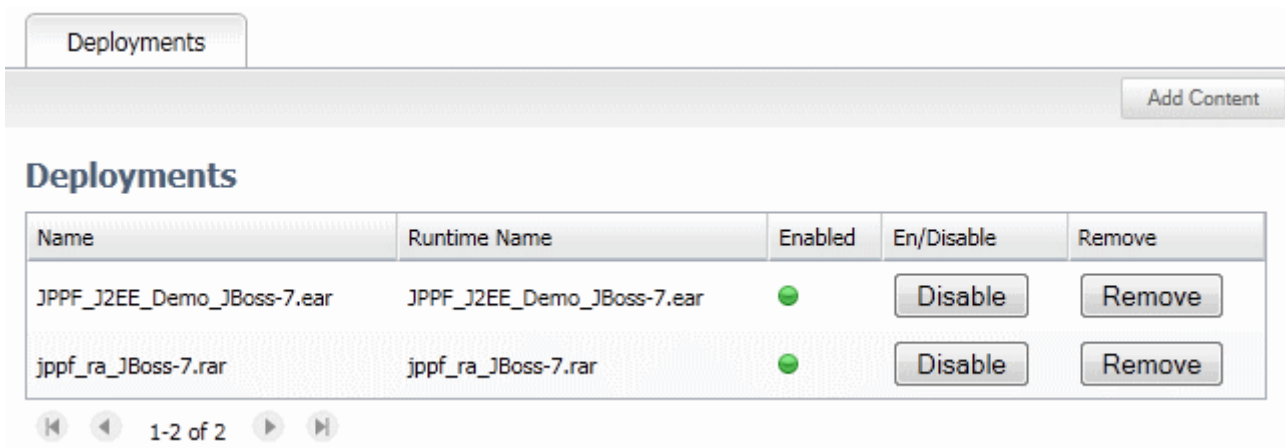 Deployments
Add Content
Deployments
Name Runtime Name Enabled En/Disable Remove
JPPF_J2EE_Demo_JBoss-7.ear JPPF_J2EE_Demo_JBoss-7.ear Disable Remove
jppf_ra_JBoss-7.rar jppf_ra_JBoss-7.rar Disable Remove
1-2 of 2